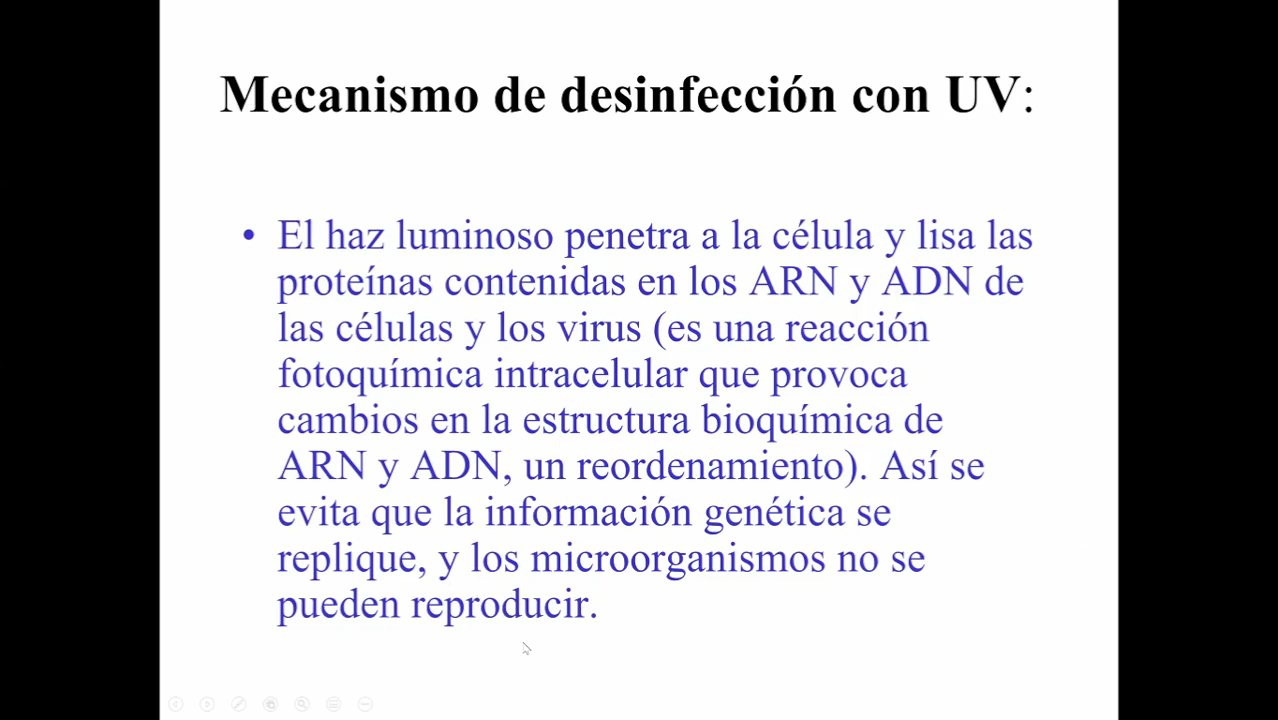 Mecanismo de desinfección con UV:
• El haz luminoso penetra a la célula y lisa las
proteínas contenidas en los ARN y ADN de
las células y los virus (es una reacción
fotoquímica intracelular que provoca
cambios en la estructura bioquímica de
ARN y ADN, un reordenamiento). Así se
evita que la información genética se
replique, y los microorganismos no se
pueden reproducir.